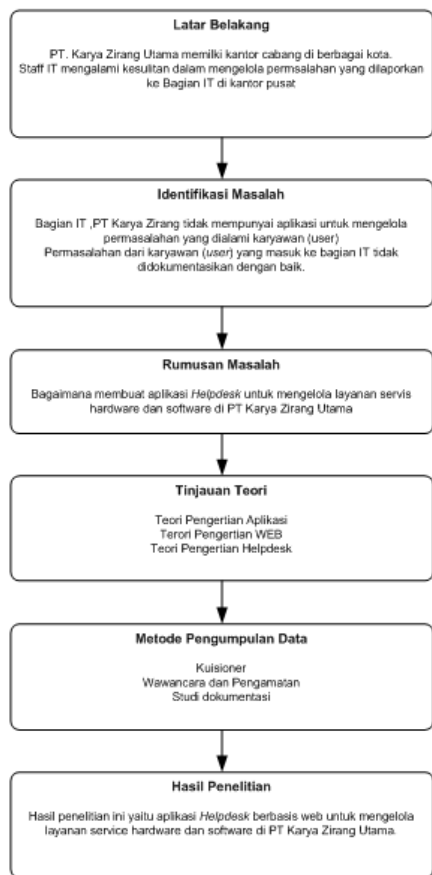 Latar Belakang
PT. Karya Zirang Utama memilki kantor cabang di berbagai kota.
Staff IT mengalami kesulitan dalam mengelola permsalahan yang dilaporkan
ke Bagian IT di kantor pusat
Identifikasi Masalah
Bagian IT ,PT Karya Zirang tidak mempunyai aplikasi untuk mengelola
permasalahan yang dialami karyawan (user)
Permasalahan dari karyawan (user) yang masuk ke bagian IT tidak
didokumentasikan dengan baik.
Rumusan Masalah
Bagaimana membuat aplikasi Helpdesk untuk mengelola layanan servis
hardware dan software di PT Karya Zirang Utama
Tinjauan Teori
Teori Pengertian Aplikasi
Terori Pengertian WEB
Teori Pengertian Helpdesk
Metode Pengumpulan Data
Kuisioner
Wawancara dan Pengamatan
Studi dokumentasi
Hasil Penelitian
Hasil penelitian ini yaitu aplikasi Helpdesk berbasis web untuk mengelola
layanan service hardware dan software di PT Karya Zirang Utama.